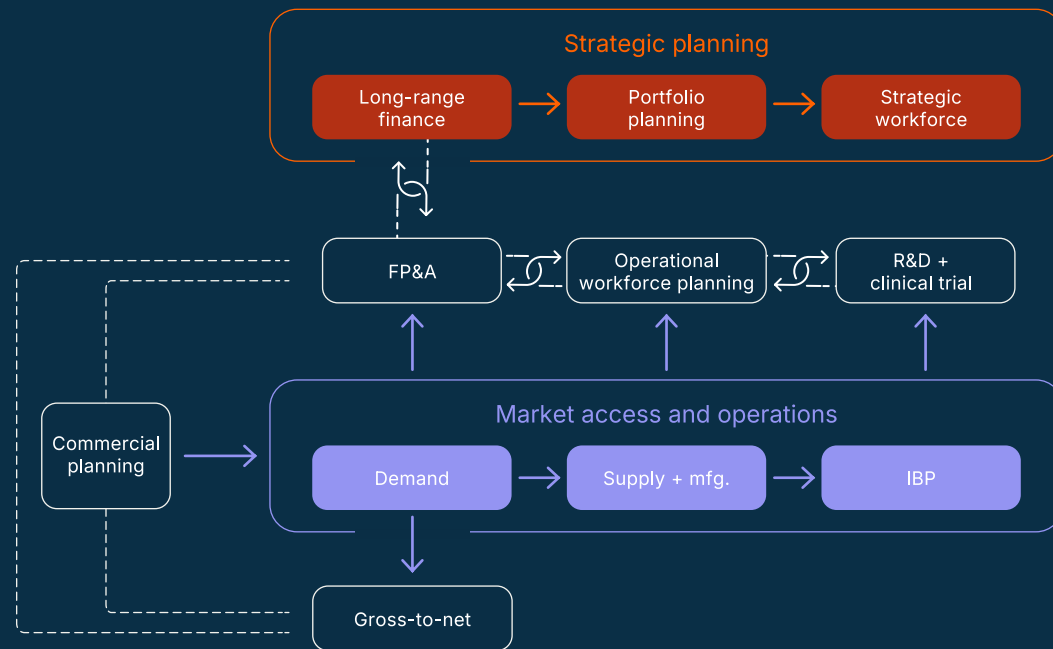 Strategic planning
Long-range
finance
Portfolio
planning
Strategic
workforce
FP&A
Operational
workforce planning
R&D +
clinical trial
Commercial
planning
Market access and operations
Demand
Supply + mfg.
IBP
Gross-to-net